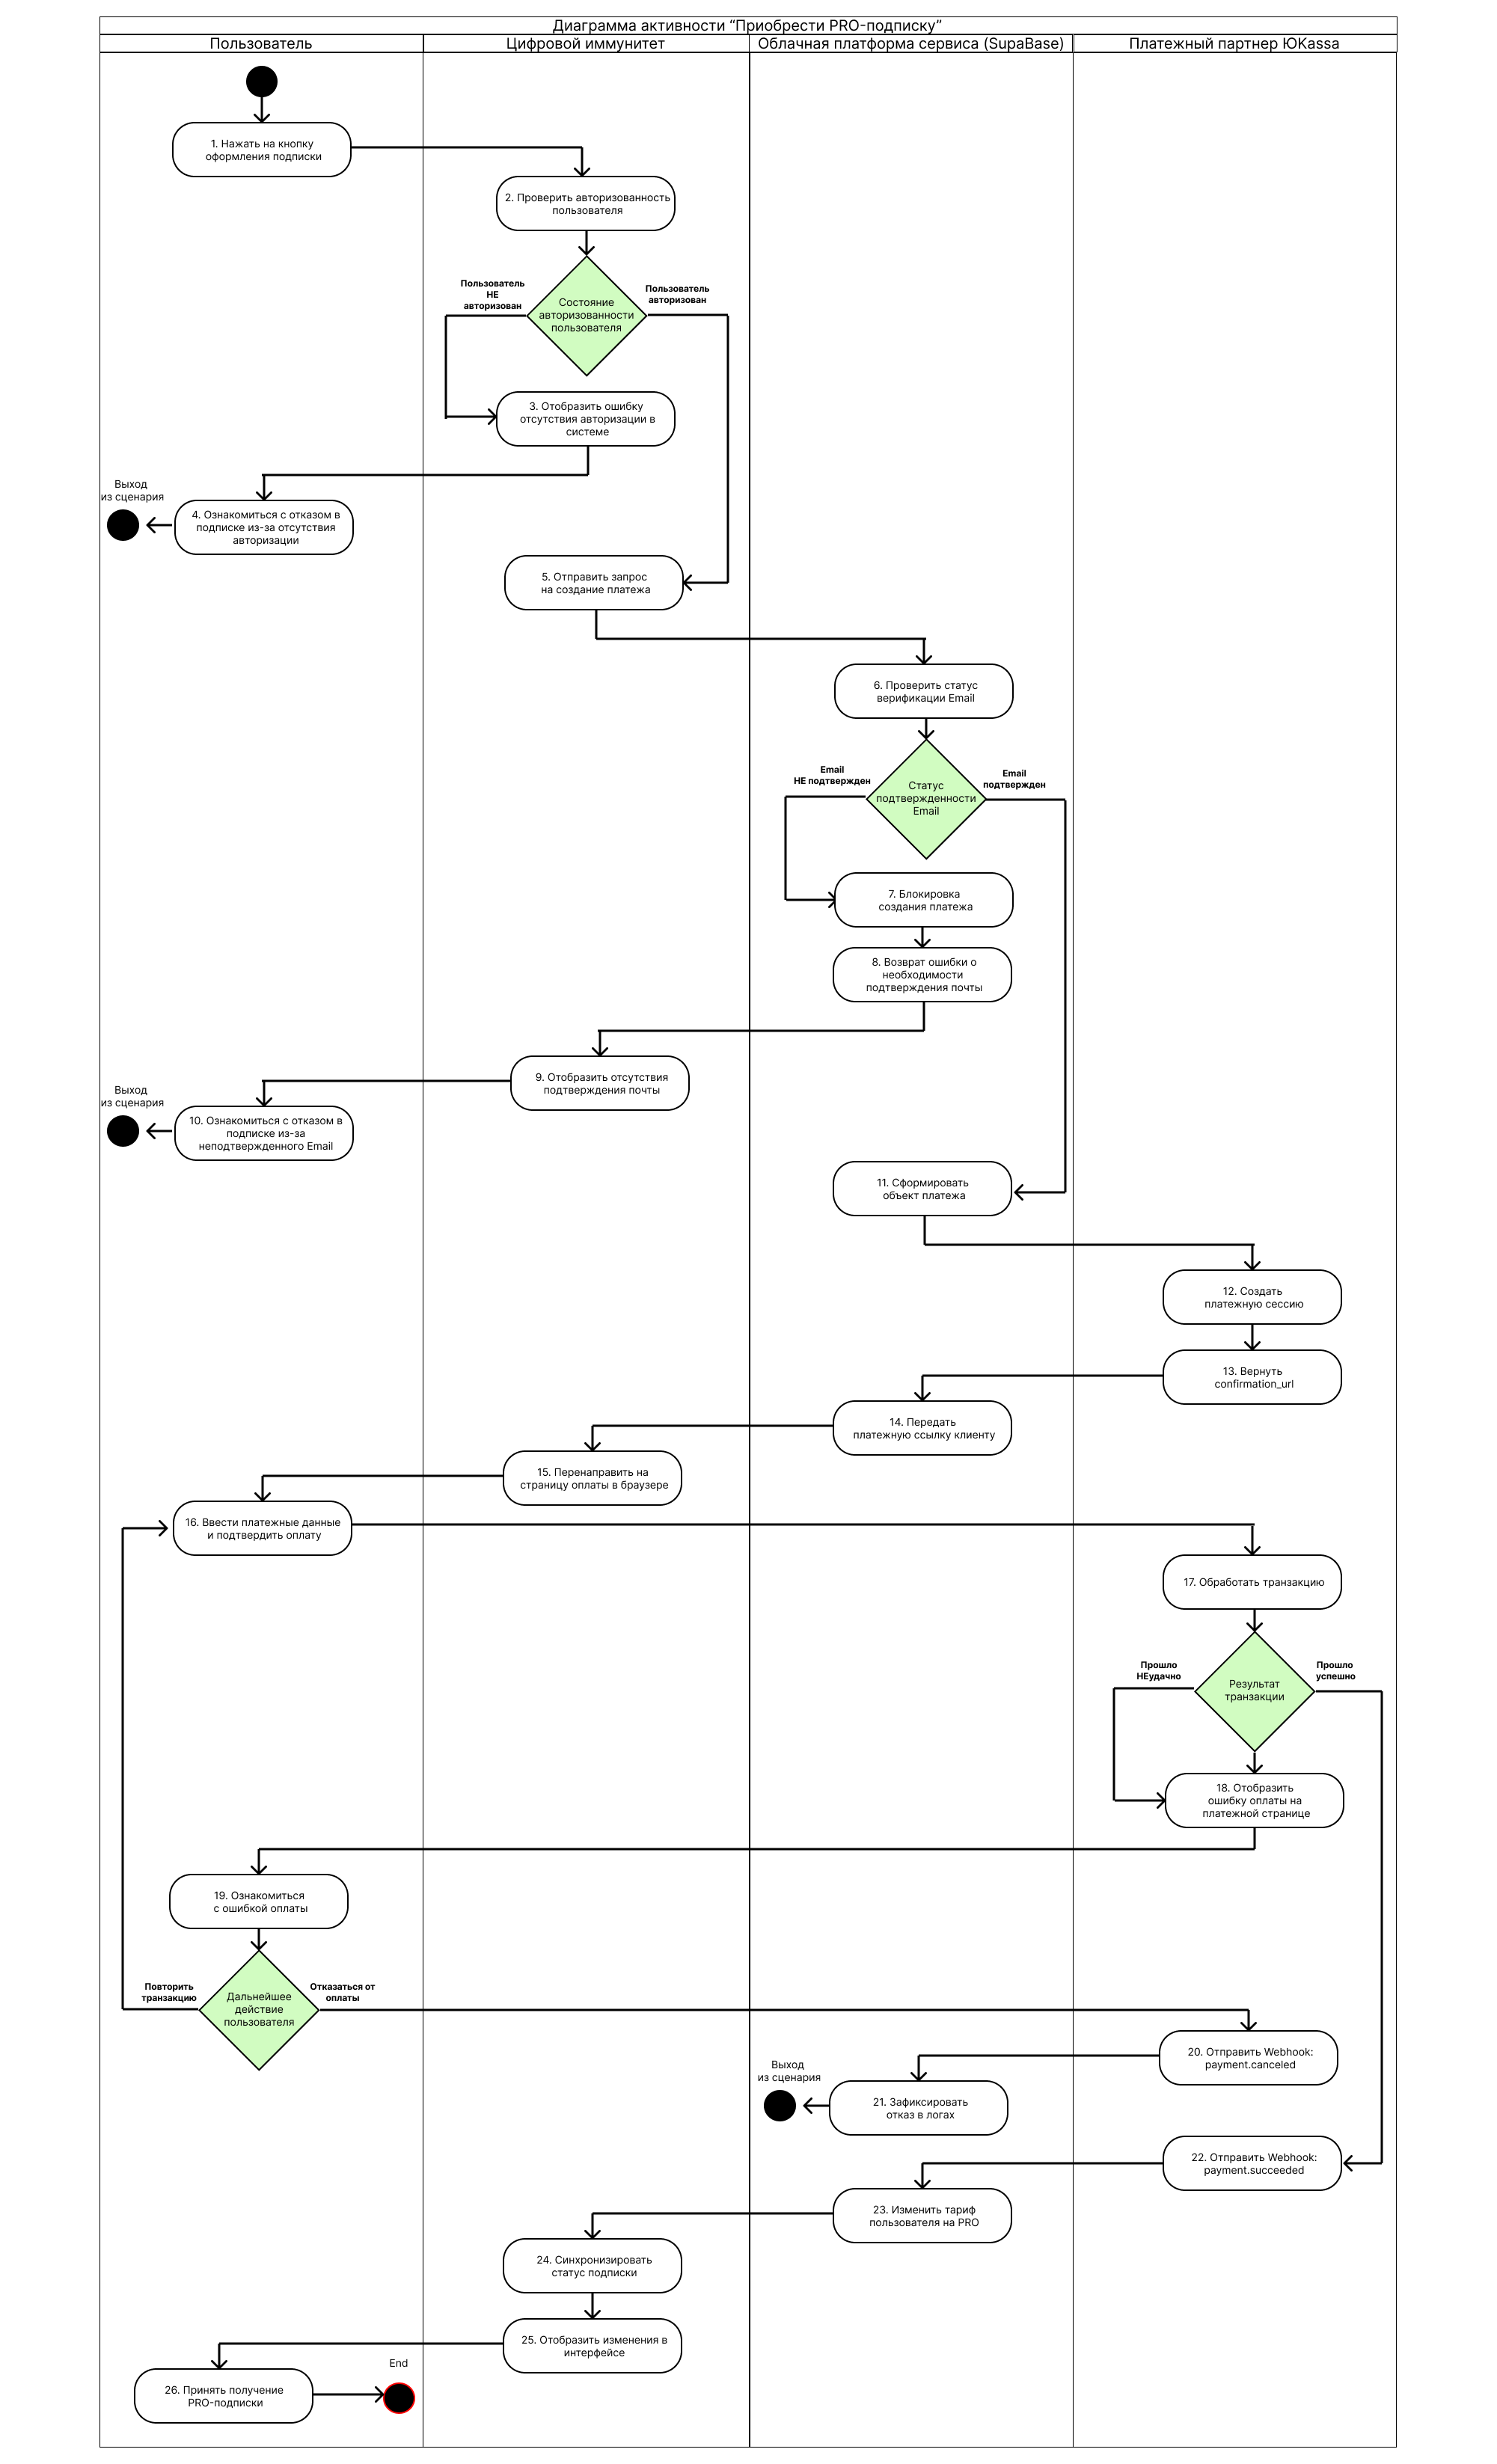 Диаграмма активности “Приобрести PRO-подписку”
Пользователь
Цифровой иммунитет
Облачная платформа сервиса (SupaBase)
Платежный партнер ЮKassa
1. Нажать на кнопку
оформления подписки
2. Проверить авторизованность
пользователя
Пользователь
НЕ
авторизован
Состояние
авторизованности
пользователя
Пользователь
авторизован
3. Отобразить ошибку
отсутствия авторизации в
системе
Выход
из сценария
4. Ознакомиться с отказом в
подписке из-за отсутствия
авторизации
5. Отправить запрос
на создание платежа
6. Проверить статус
верификации Email
Email
НЕ подтвержден
Статус
подтвержденности
Email
Email
подтвержден
7. Блокировка
создания платежа
8. Возврат ошибки о
необходимости
подтверждения почты
9. Отобразить отсутствия
подтверждения почты
Выход
из сценария
10. Ознакомиться с отказом в
подписке из-за
неподтвержденного Email
11. Сформировать
объект платежа
12. Создать
платежную сессию
13. Вернуть
confirmation_url
14. Передать
платежную ссылку клиенту
15. Перенаправить на
страницу оплаты в браузере
16. Ввести платежные данные
и подтвердить оплату
17. Обработать транзакцию
Прошло
НЕудачно
Результат
транзакции
Прошло
успешно
18. Отобразить
ошибку оплаты на
платежной странице
19. Ознакомиться
с ошибкой оплаты
Повторить
транзакцию
Дальнейшее
действие
пользователя
Отказаться от
оплаты
20. Отправить Webhook:
payment.canceled
Выход
из сценария
21. Зафиксировать
отказ в логах
22. Отправить Webhook:
payment.succeeded
23. Изменить тариф
пользователя на PRO
24. Синхронизировать
статус подписки
25. Отобразить изменения в
интерфейсе
End
26. Принять получение
PRO-подписки